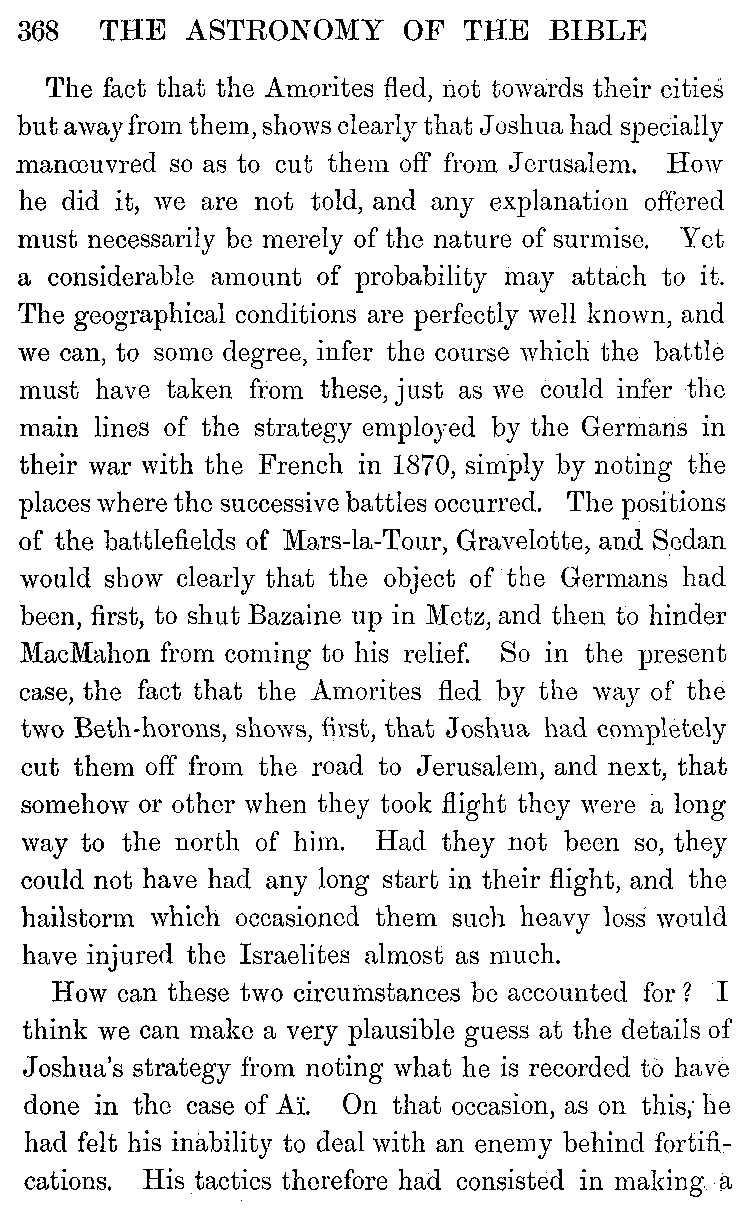 368 THE ASTRONOMY OF THE BIBLE
The fact that the Amorites fled, not towards their cities
but away from them, shows clearly that Joshua had specially
manœuvred so as to cut them off from Jerusalem. How
he did it, we are not told, and any explanation offered
must necessarily be merely of the nature of surmise. Yet
a considerable amount of probability may attach to it.
The geographical conditions are perfectly well known, and
we can, to some degree, infer the course which the battle
must have taken from these, just as we could infer the
main lines of the strategy employed by the Germans in
their war with the French in 1870, simply by noting the
places where the successive battles occurred. The positions
of the battlefields of Mars-la-Tour, Gravelotte, and Sedan
would show clearly that the object of the Germans had
been, first, to shut Bazaine up in Metz, and then to hinder
MacMahon from coming to his relief. So in the present
case, the fact that the Amorites fled by the way of the
two Beth-horons, shows, first, that Joshua had completely
cut them off from the road to Jerusalem, and next, that
somehow or other when they took flight they were a long
way to the north of him. Had they not been so, they
could not have had any long start in their flight, and the
hailstorm which occasioned them such heavy loss would
have injured the Israelites almost as much.
How can these two circumstances be accounted for? I
think we can make a very plausible guess at the details of
Joshua's strategy from noting what he is recorded to have
done in the case of Aï. On that occasion, as on this, he
had felt his inability to deal with an enemy behind fortifi-
cations. His tactics therefore had consisted in making a